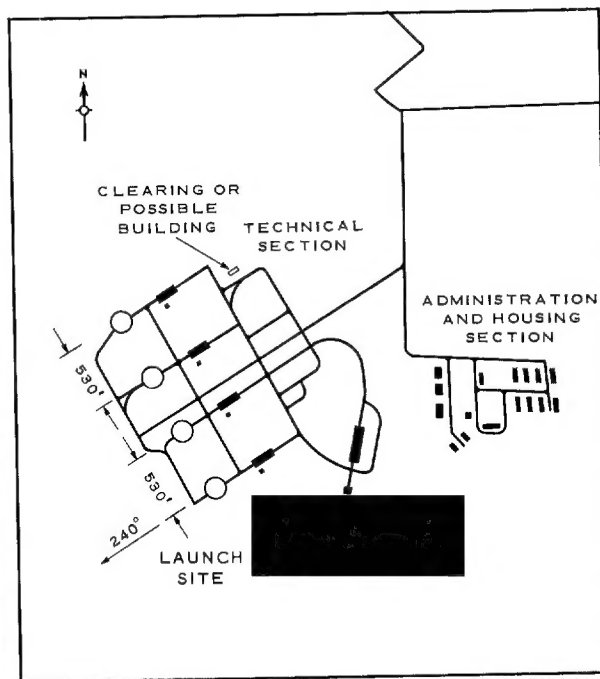 N
CLEARING OR
POSSIBLE
BUILDING
TECHNICAL
SECTION
ADMINISTRATION
AND HOUSING
SECTION
530'
530'
240°
LAUNCH
SITE